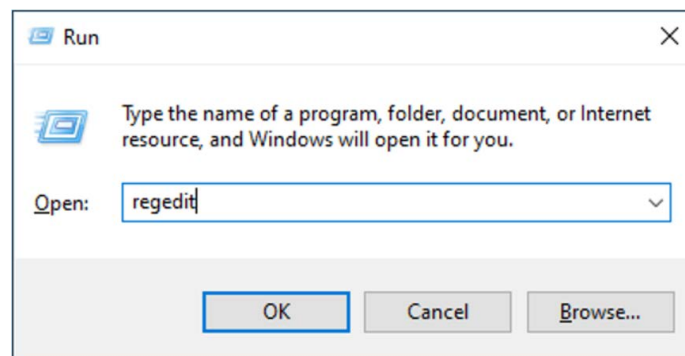 Run
Type the name of a program, folder, document, or Internet
resource, and Windows will open it for you.
Open: regedit
OK Cancel Browse...